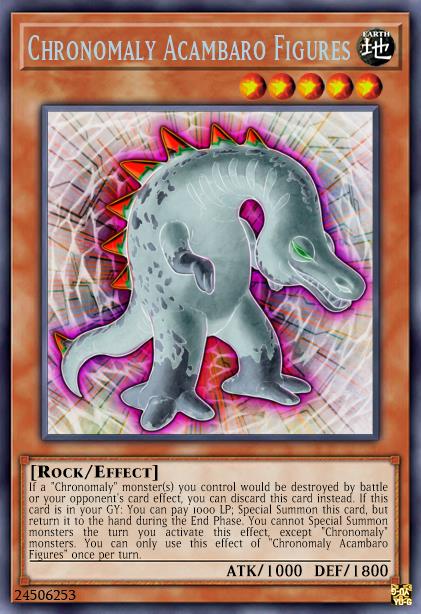 CHRONOMALY ACAMBARO FIGURES
EARTH
地
[ROCK/EFFECT]
If a "Chronomaly" monster(s) you control would be destroyed by battle
or your opponent's card effect, you can discard this card instead. If this
card is in your GY: You can pay 1000 LP; Special Summon this card, but
return it to the hand during the End Phase. You cannot Special Summon
monsters the turn you activate this effect, except "Chronomaly"
monsters. You can only use this effect of "Chronomaly Acambaro
Figures" once per turn.
ATK/1000 DEF/1800
24506253